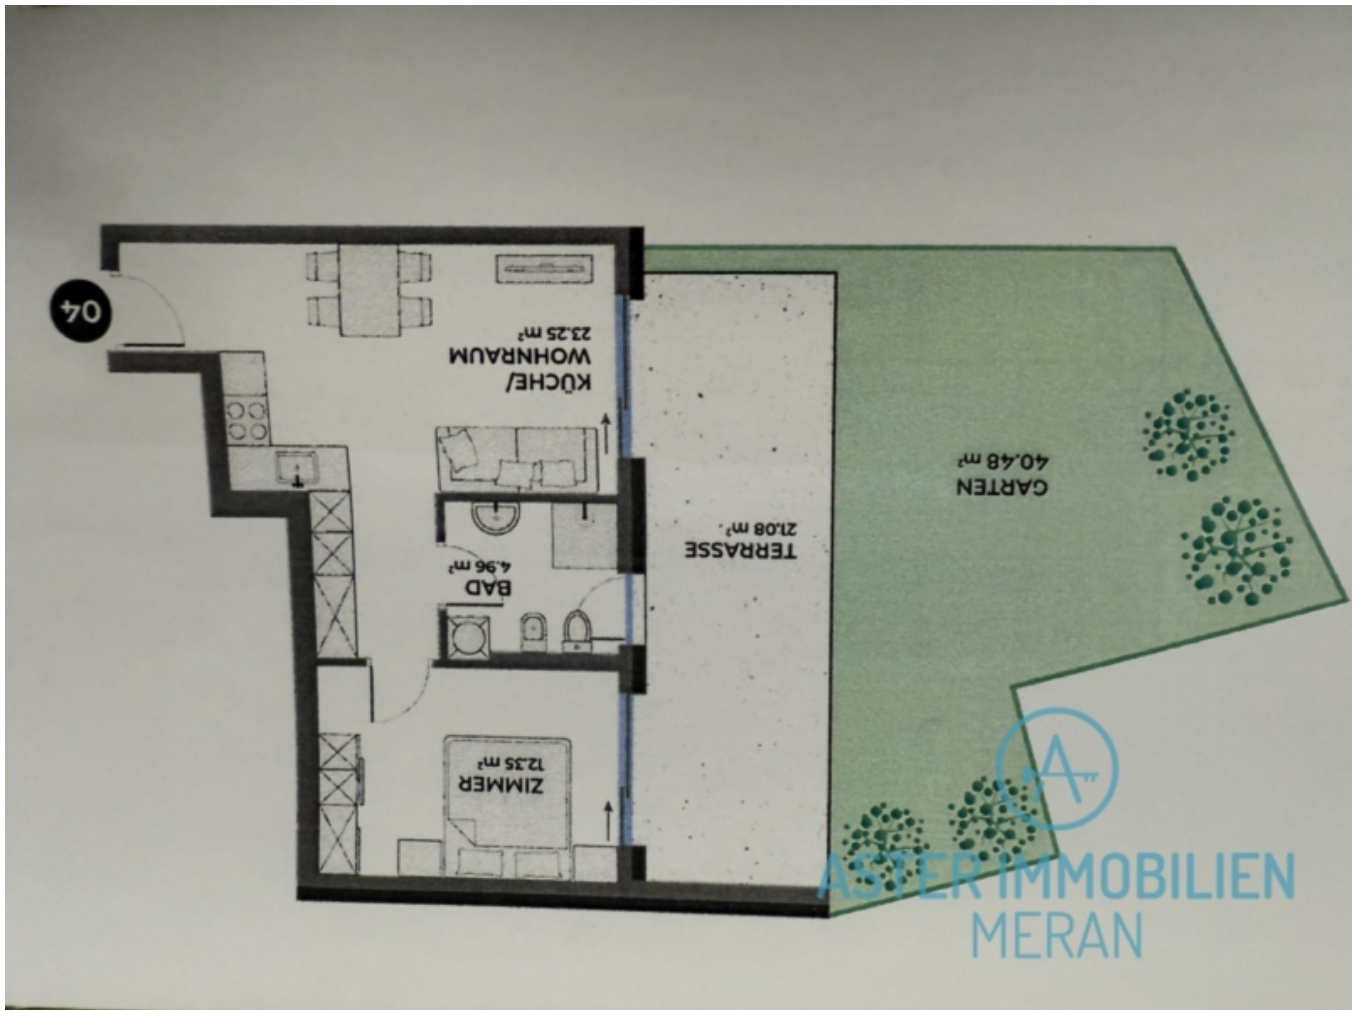 04
KÜCHE/
WOHNRAUM
23.25 m²
BAD
4.96 m²
ZIMMER
12.35 m²
TERRASSE
21.08 m²
GARTEN
40.48 m²
ASTER IMMOBILIEN
MERAN